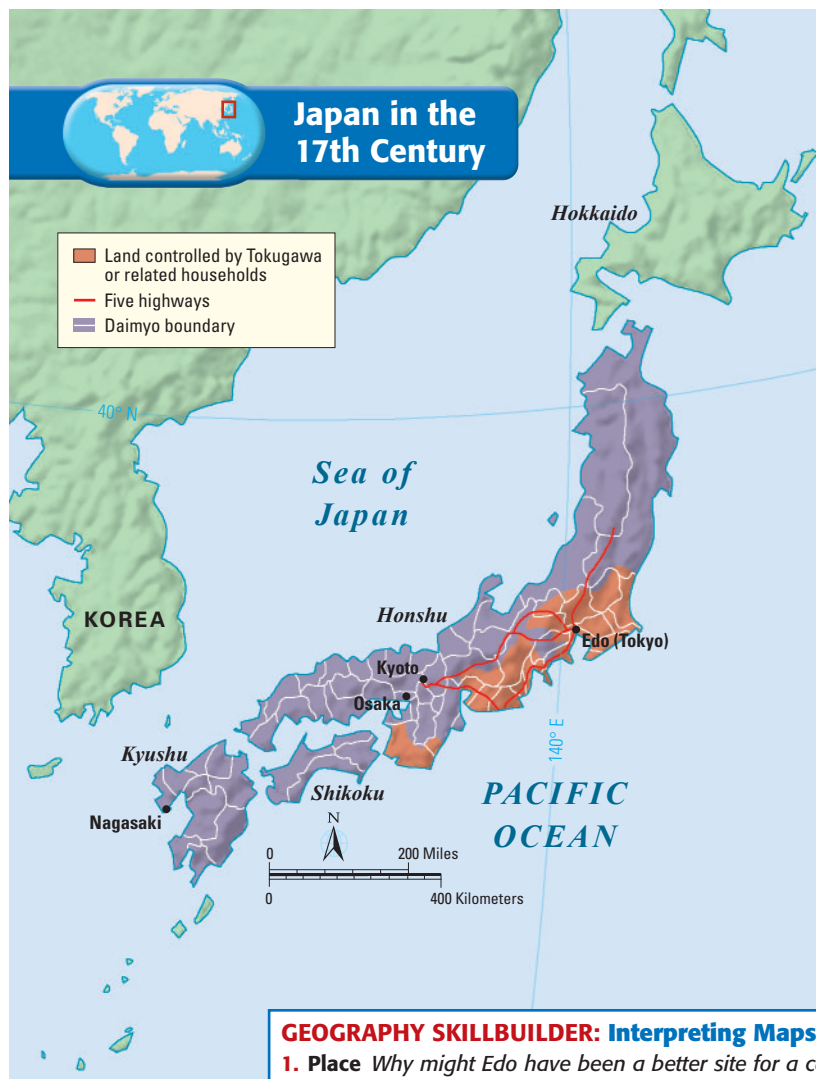 Japan in the
17th Century
Land controlled by Tokugawa
or related households
Five highways
Daimyo boundary
Hokkaido
40° N
Sea of
Japan
KOREA
Honshu
Edo (Tokyo)
Kyoto
Osaka
140° E
Kyushu
Shikoku
PACIFIC
OCEAN
Nagasaki
N
0 200 Miles
0 400 Kilometers
GEOGRAPHY SKILLBUILDER: Interpreting Maps
1. Place Why might Edo have been a better site for a